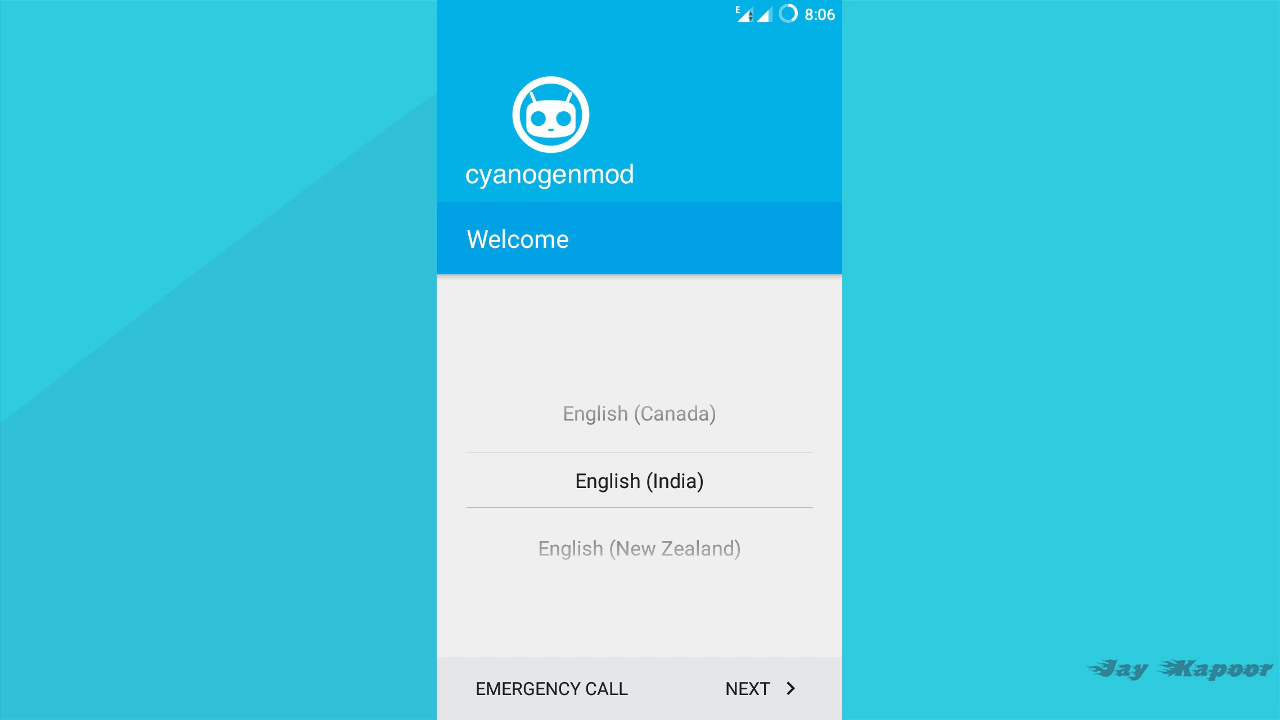 E 8:06
cyanogenmod
Welcome
English (Canada)
English (India)
English (New Zealand)
EMERGENCY CALL NEXT
Jay Kapoor